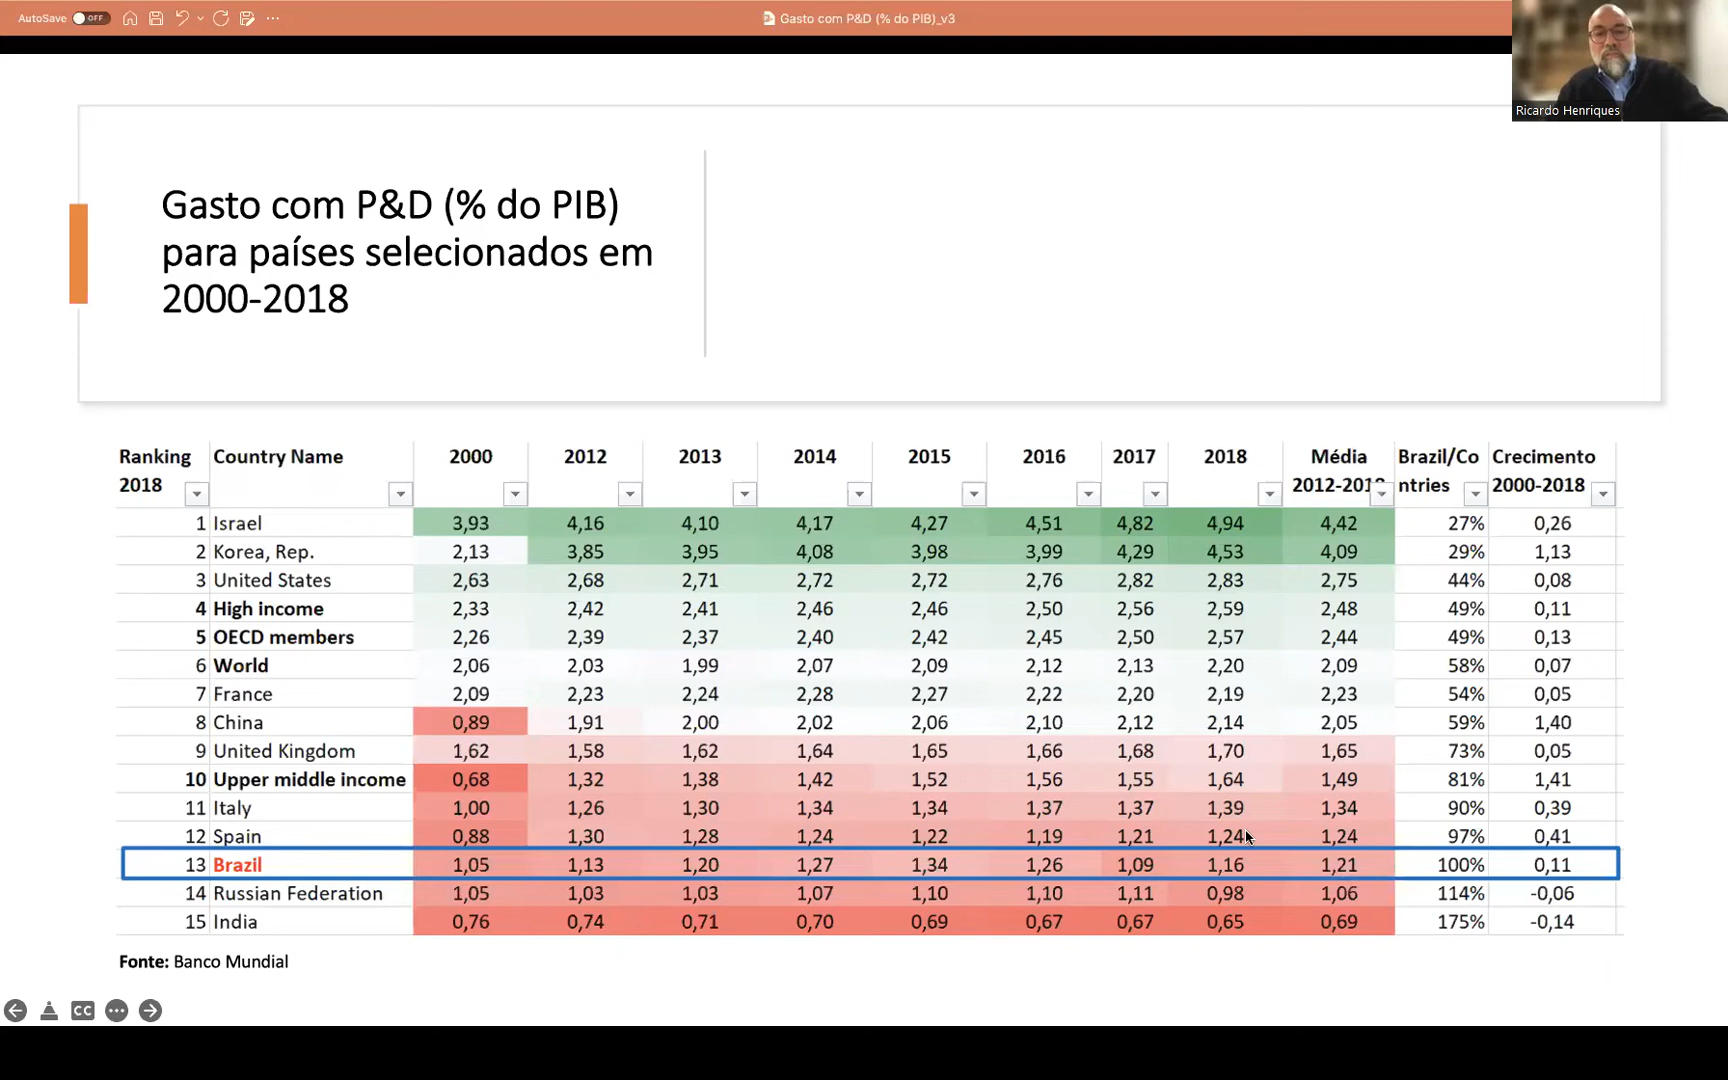 AutoSave OFF
Gasto com P&D (% do PIB)_v3
Ricardo Henriques
Gasto com P&D (% do PIB)
para países selecionados em
2000-2018
Ranking 2018 Country Name 2000 2012 2013 2014 2015 2016 2017 2018 Média 2012-2018 Brazil/Co ntries Crecimento 2000-2018
1 Israel 3,93 4,16 4,10 4,17 4,27 4,51 4,82 4,94 4,42 27% 0,26
2 Korea, Rep. 2,13 3,85 3,95 4,08 3,98 3,99 4,29 4,53 4,09 29% 1,13
3 United States 2,63 2,68 2,71 2,72 2,72 2,76 2,82 2,83 2,75 44% 0,08
4 High income 2,33 2,42 2,41 2,46 2,46 2,50 2,56 2,59 2,48 49% 0,11
5 OECD members 2,26 2,39 2,37 2,40 2,42 2,45 2,50 2,57 2,44 49% 0,13
6 World 2,06 2,03 1,99 2,07 2,09 2,12 2,13 2,20 2,09 58% 0,07
7 France 2,09 2,23 2,24 2,28 2,27 2,22 2,20 2,19 2,23 54% 0,05
8 China 0,89 1,91 2,00 2,02 2,06 2,10 2,12 2,14 2,05 59% 1,40
9 United Kingdom 1,62 1,58 1,62 1,64 1,65 1,66 1,68 1,70 1,65 73% 0,05
10 Upper middle income 0,68 1,32 1,38 1,42 1,52 1,56 1,55 1,64 1,49 81% 1,41
11 Italy 1,00 1,26 1,30 1,34 1,34 1,37 1,37 1,39 1,34 90% 0,39
12 Spain 0,88 1,30 1,28 1,24 1,22 1,19 1,21 1,24 1,24 97% 0,41
13 Brazil 1,05 1,13 1,20 1,27 1,34 1,26 1,09 1,16 1,21 100% 0,11
14 Russian Federation 1,05 1,03 1,03 1,07 1,10 1,10 1,11 0,98 1,06 114% -0,06
15 India 0,76 0,74 0,71 0,70 0,69 0,67 0,67 0,65 0,69 175% -0,14
Fonte: Banco Mundial
CC